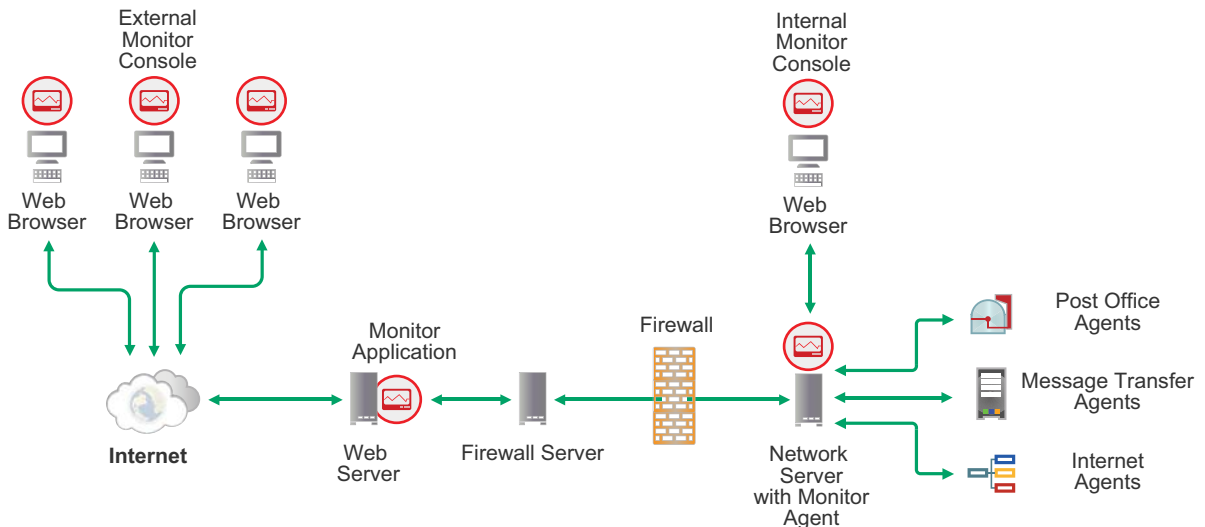 External
Monitor
Console
Internal
Monitor
Console
Web
Browser
Web
Browser
Web
Browser
Web
Browser
Monitor
Application
Firewall
Post Office
Agents
Message Transfer
Agents
Internet
Agents
Internet
Web
Server
Firewall Server
Network
Server
with Monitor
Agent